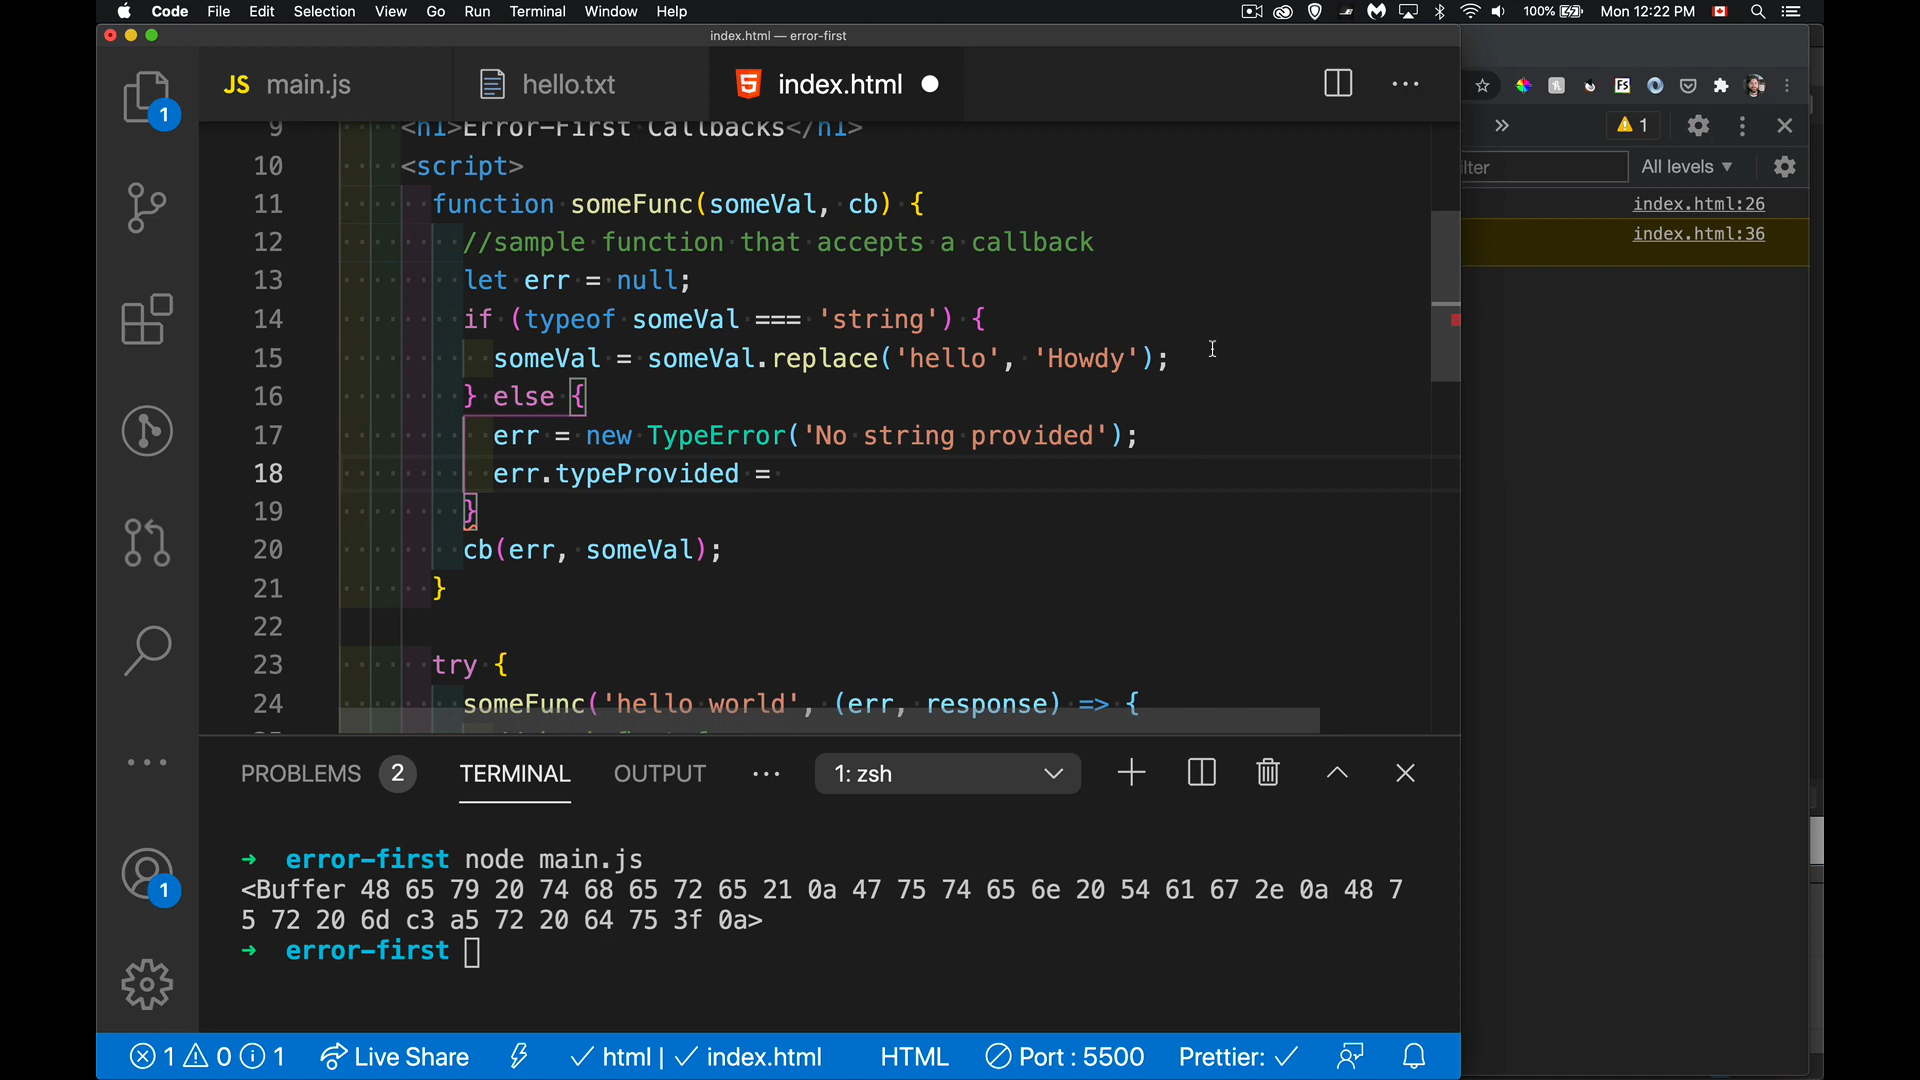 Code File Edit Selection View Go Run Terminal Window Help 100% Mon 12:22 PM
index.html — error-first
JS main.js hello.txt index.html
9 <h1>Error-First Callbacks</h1>
10 <script>
11 function someFunc(someVal, cb) {
12 //sample function that accepts a callback
13 let err = null;
14 if (typeof someVal === 'string') {
15 someVal = someVal.replace('hello', 'Howdy');
16 } else {
17 err = new TypeError('No string provided');
18 err.typeProvided =
19 }
20 cb(err, someVal);
21 }
22
23 try {
24 someFunc('hello world', (err, response) => {
1
1
1
All levels
index.html:26
index.html:36
PROBLEMS 2 TERMINAL OUTPUT 1: zsh
→ error-first node main.js
<Buffer 48 65 79 20 74 68 65 72 65 21 0a 47 75 74 65 6e 20 54 61 67 2e 0a 48 7
5 72 20 6d c3 a5 72 20 64 75 3f 0a>
→ error-first
1 0 1 Live Share html | index.html HTML Port : 5500 Prettier: